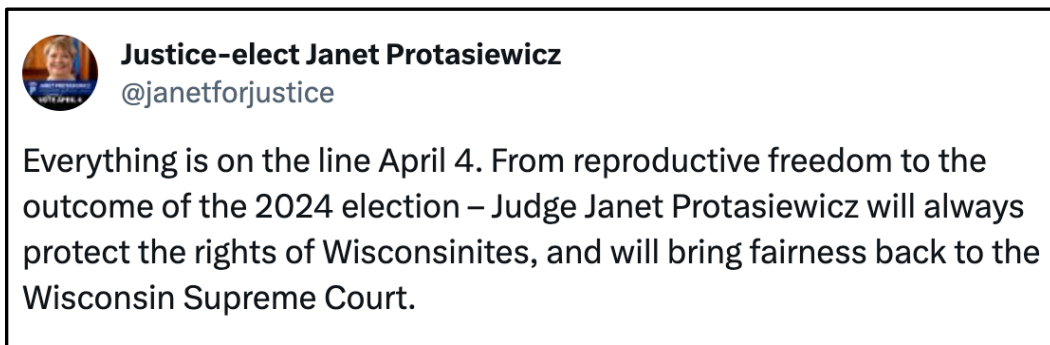 Justice-elect Janet Protasiewicz
@janetforjustice
Everything is on the line April 4. From reproductive freedom to the
outcome of the 2024 election – Judge Janet Protasiewicz will always
protect the rights of Wisconsinites, and will bring fairness back to the
Wisconsin Supreme Court.